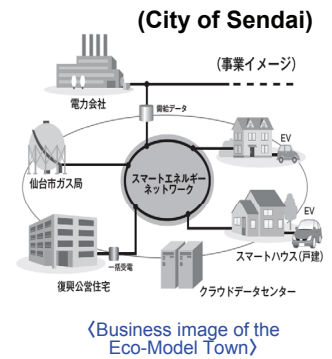 (City of Sendai)
(事業イメージ)
電力会社
需給データ
EV
仙台市ガス局
スマートエネルギー
ネットワーク
EV
スマートハウス(戸建)
一括受電
復興公営住宅
クラウドデータセンター
〈Business image of the
Eco-Model Town〉